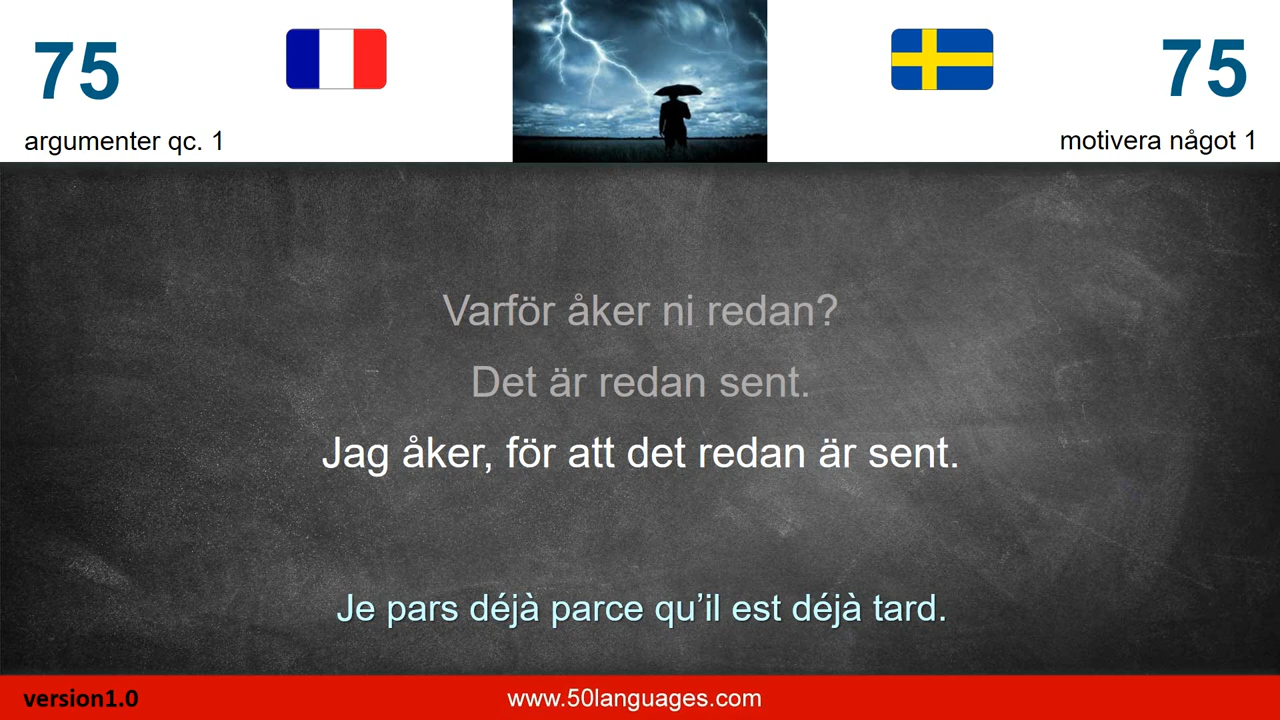 75
75
argumenter qc. 1
motivera något 1
Varför åker ni redan?
Det är redan sent.
Jag åker, för att det redan är sent.
Je pars déjà parce qu’il est déjà tard.
version1.0
www.50languages.com